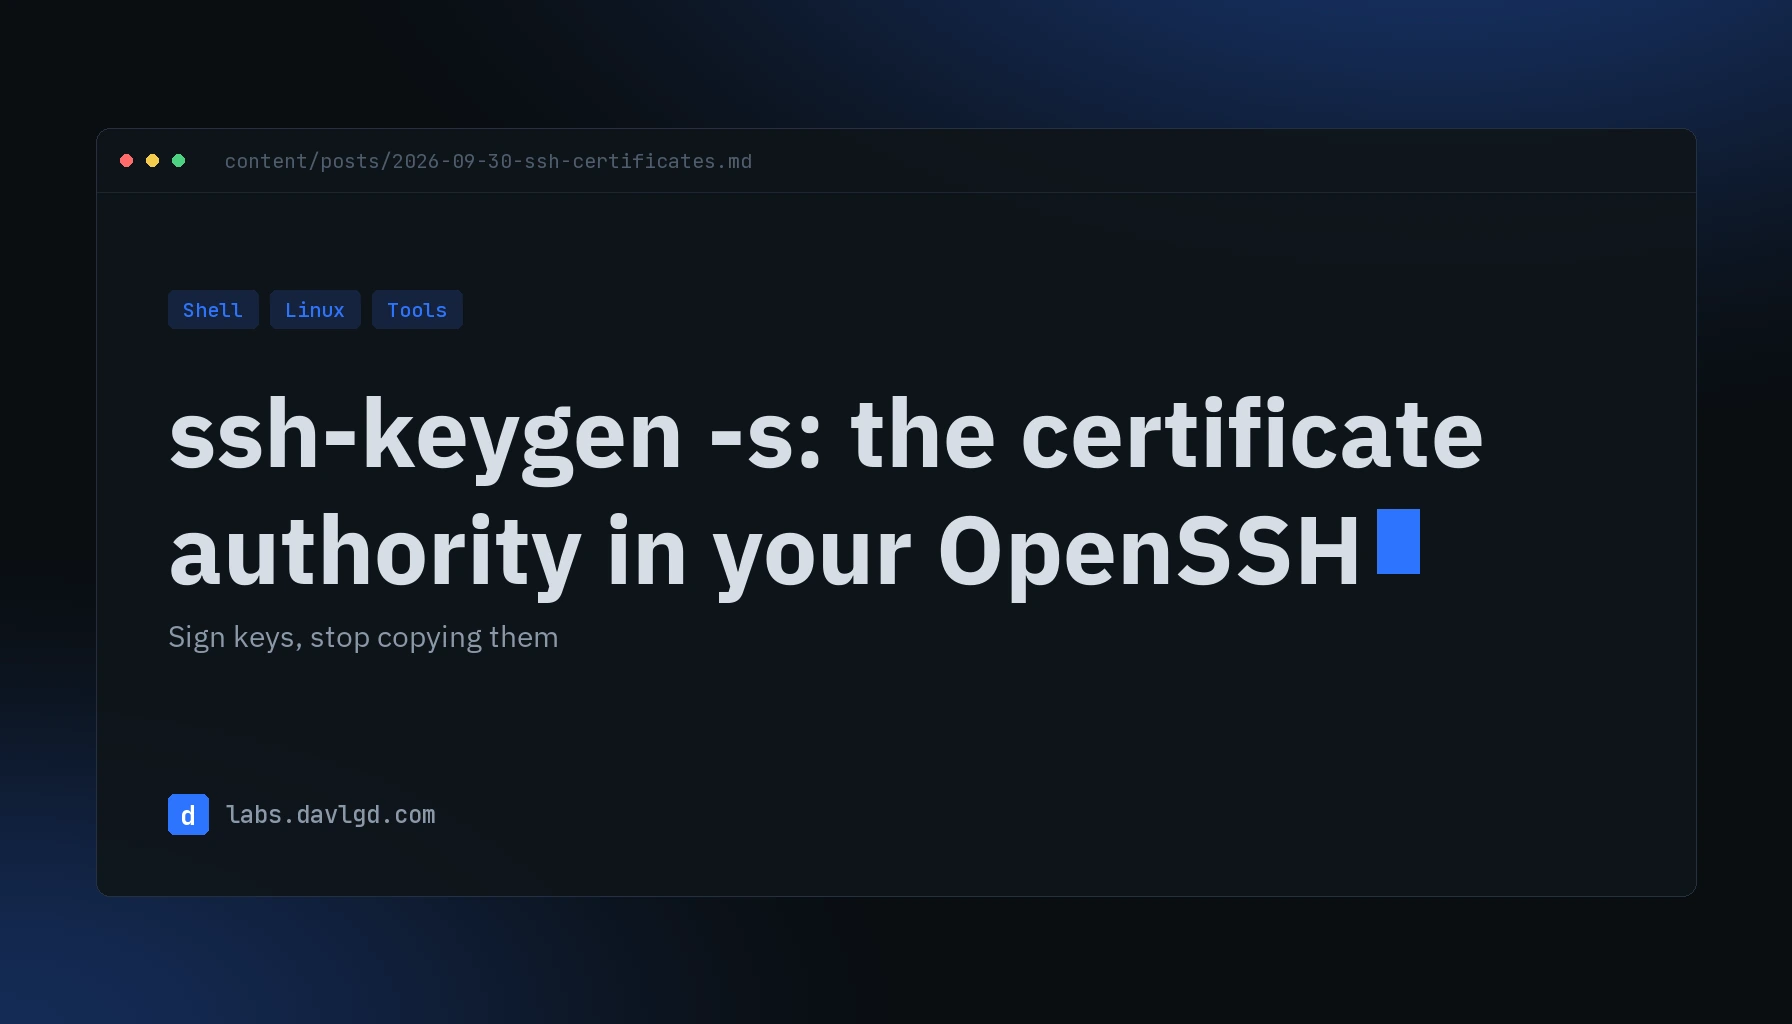 content/posts/2026-09-30-ssh-certificates.md
Shell Linux Tools
ssh-keygen -s: the certificate
authority in your OpenSSH
Sign keys, stop copying them
d labs.davlgd.com